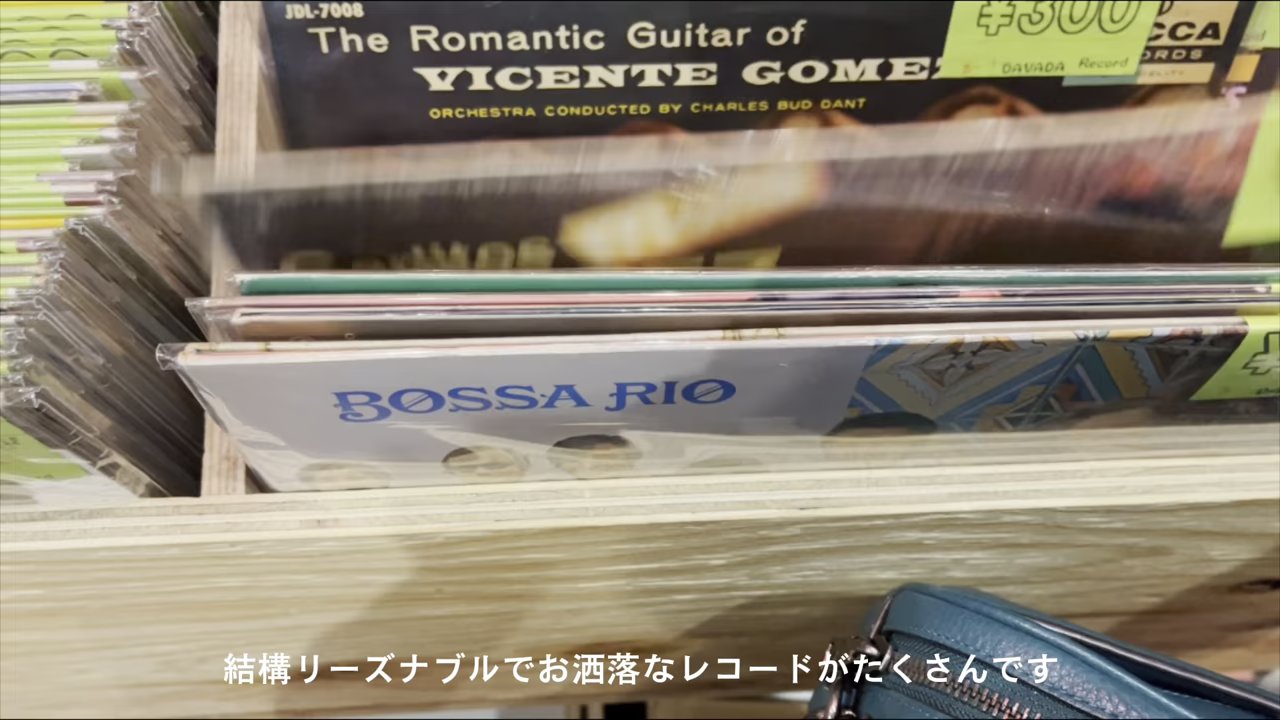 JDL-7008
The Romantic Guitar of
VICENTE GOME
ORCHESTRA CONDUCTED BY CHARLES BUD DANT
¥300
DAVADA Record
BOSSA RIO
結構リーズナブルでお洒落なレコードがたくさんです